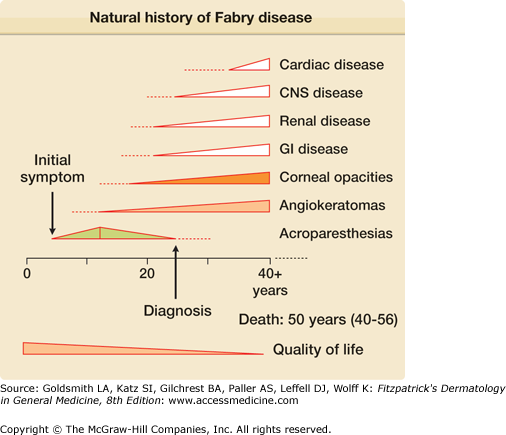 Natural history of Fabry disease
Cardiac disease
CNS disease
Renal disease
GI disease
Initial
symptom
Corneal opacities
Angiokeratomas
Acroparesthesias
0
20
40+
years
Diagnosis
Death: 50 years (40-56)
Quality of life
Source: Goldsmith LA, Katz SI, Gilchrest BA, Paller AS, Leffell DJ, Wolff K: Fitzpatrick's Dermatology
in General Medicine, 8th Edition: www.accessmedicine.com
Copyright © The McGraw-Hill Companies, Inc. All rights reserved.